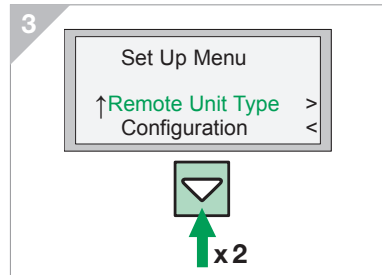 3
Set Up Menu
↑Remote Unit Type >
Configuration <
x 2